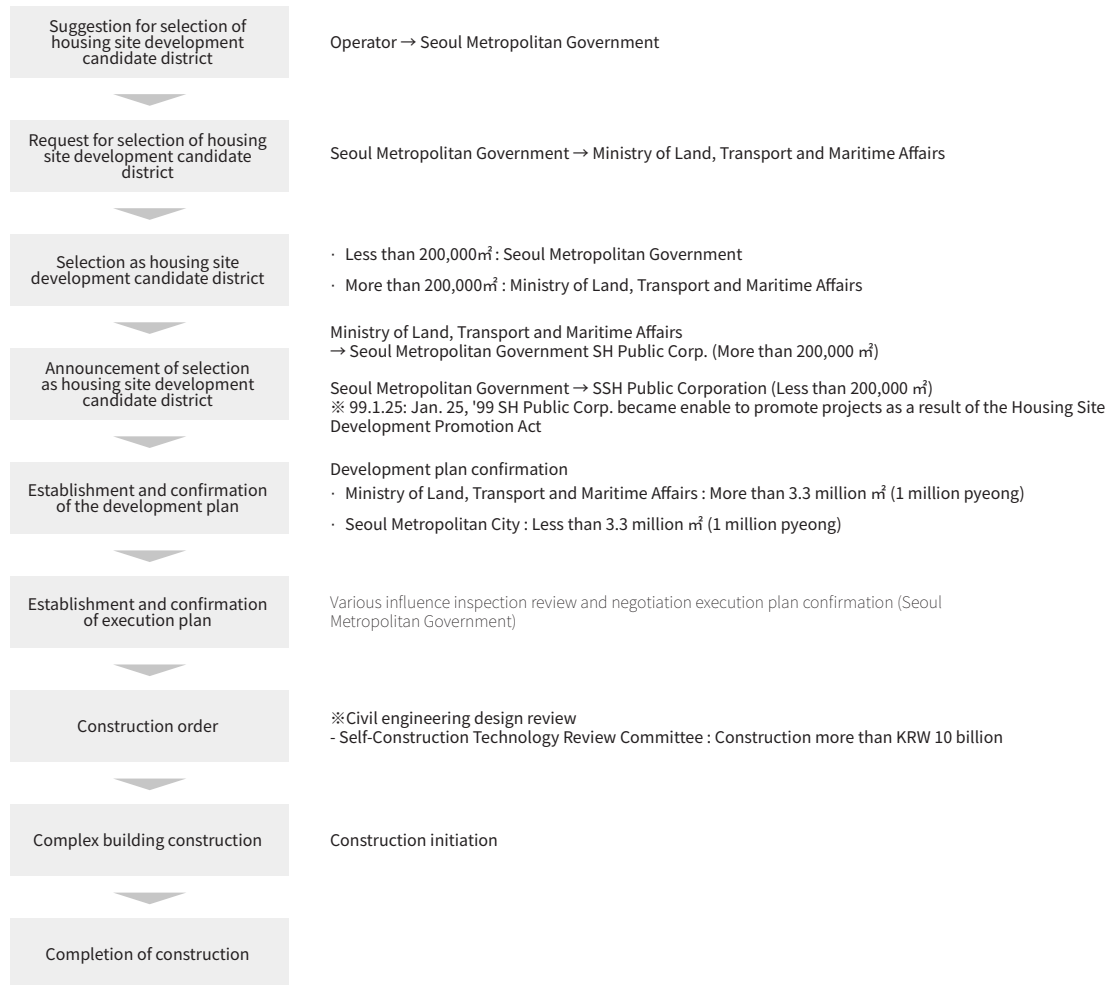 Suggestion for selection of
housing site development
candidate district
Operator → Seoul Metropolitan Government
Request for selection of housing
site development candidate
district
Seoul Metropolitan Government → Ministry of Land, Transport and Maritime Affairs
Selection as housing site
development candidate district
· Less than 200,000㎡ : Seoul Metropolitan Government
· More than 200,000㎡ : Ministry of Land, Transport and Maritime Affairs
Announcement of selection
as housing site development
candidate district
Ministry of Land, Transport and Maritime Affairs
→ Seoul Metropolitan Government SH Public Corp. (More than 200,000 ㎡)
Seoul Metropolitan Government → SSH Public Corporation (Less than 200,000 ㎡)
※ 99.1.25: Jan. 25, '99 SH Public Corp. became enable to promote projects as a result of the Housing Site
Development Promotion Act
Establishment and confirmation
of the development plan
Development plan confirmation
· Ministry of Land, Transport and Maritime Affairs : More than 3.3 million ㎡ (1 million pyeong)
· Seoul Metropolitan City : Less than 3.3 million ㎡ (1 million pyeong)
Establishment and confirmation
of execution plan
Various influence inspection review and negotiation execution plan confirmation (Seoul
Metropolitan Government)
Construction order
※Civil engineering design review
- Self-Construction Technology Review Committee : Construction more than KRW 10 billion
Complex building construction
Construction initiation
Completion of construction